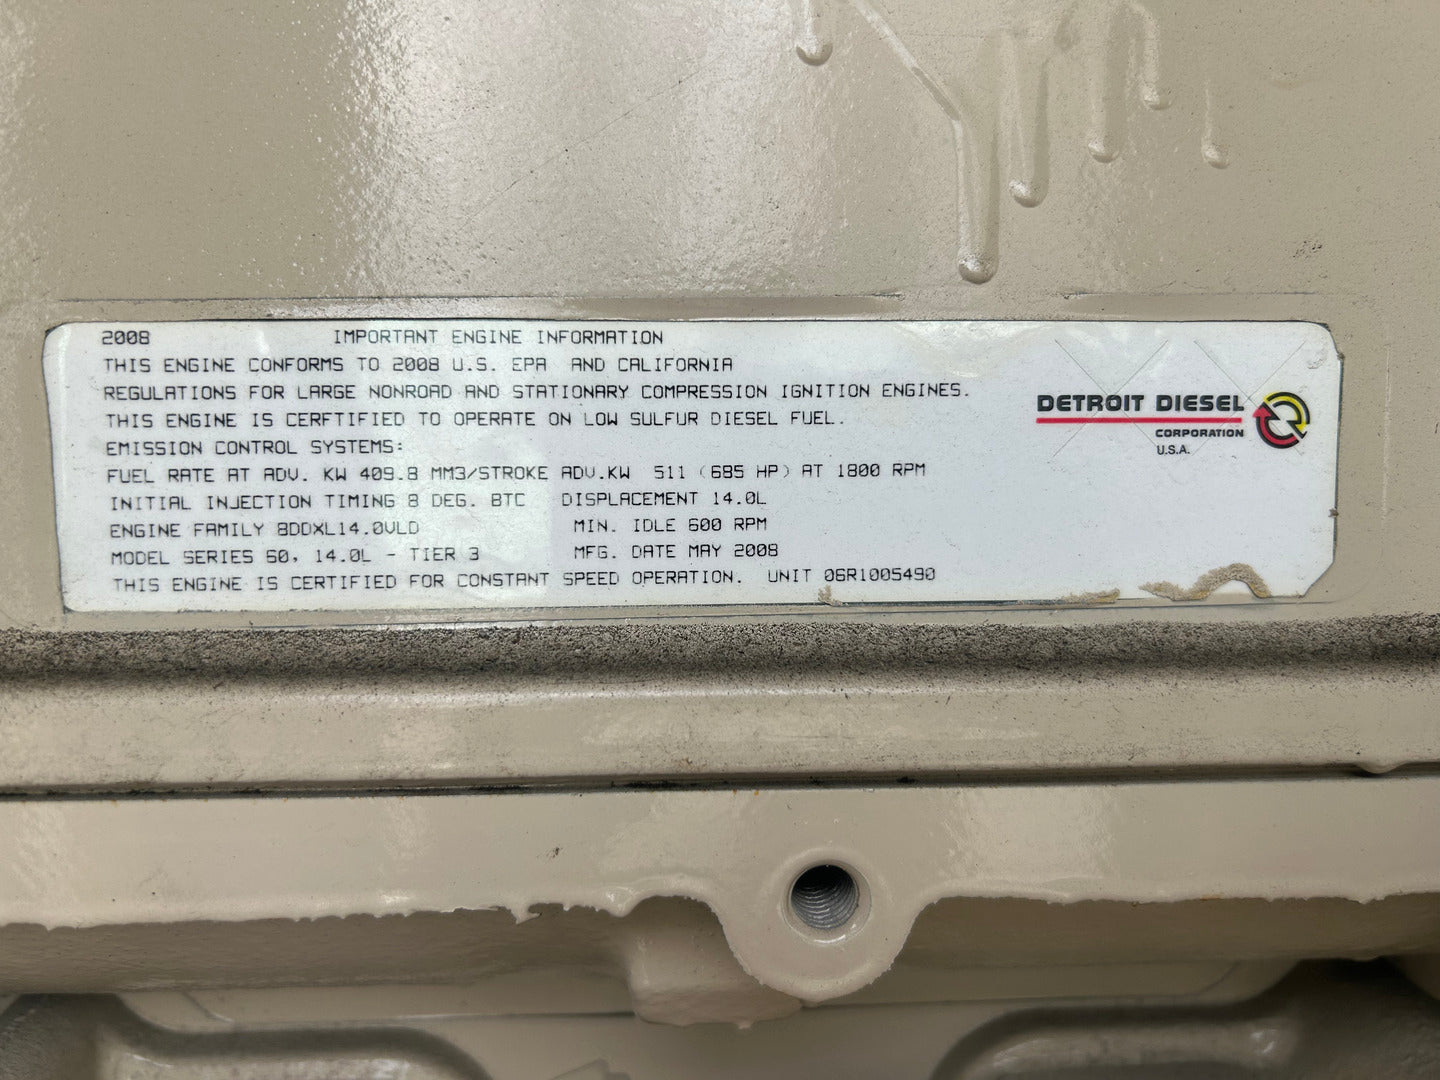 2008 IMPORTANT ENGINE INFORMATION
THIS ENGINE CONFORMS TO 2008 U.S. EPA AND CALIFORNIA
REGULATIONS FOR LARGE NONROAD AND STATIONARY COMPRESSION IGNITION ENGINES.
THIS ENGINE IS CERFTIFIED TO OPERATE ON LOW SULFUR DIESEL FUEL.
EMISSION CONTROL SYSTEMS:
FUEL RATE AT ADV. KW 409.8 MM3/STROKE ADV.KW 511 (685 HP) AT 1800 RPM
INITIAL INJECTION TIMING 8 DEG. BTC DISPLACEMENT 14.0L
ENGINE FAMILY 8DDXL14.0VLD MIN. IDLE 600 RPM
MODEL SERIES 60, 14.0L - TIER 3 MFG. DATE MAY 2008
THIS ENGINE IS CERTIFIED FOR CONSTANT SPEED OPERATION. UNIT 06R1005490
DETROIT DIESEL
CORPORATION
U.S.A.